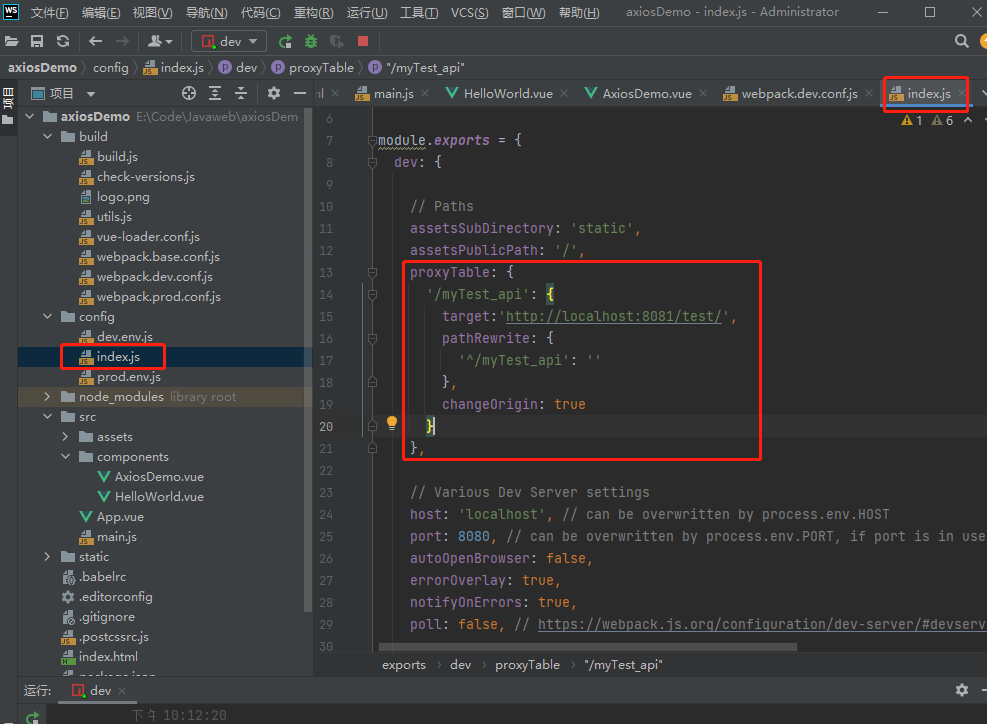 WS 文件(F) 编辑(E) 视图(V) 导航(N) 代码(C) 重构(R) 运行(U) 工具(T) VCS(S) 窗口(W) 帮助(H) axiosDemo - index.js - Administrator
dev
axiosDemo config index.js dev proxyTable "/myTest_api"
项目
项目
main.js HelloWorld.vue AxiosDemo.vue webpack.dev.conf.js index.js
1 6
axiosDemo E:\Code\Javaweb\axiosDem
build
build.js
check-versions.js
logo.png
utils.js
vue-loader.conf.js
webpack.base.conf.js
webpack.dev.conf.js
webpack.prod.conf.js
config
dev.env.js
index.js
prod.env.js
node_modules library root
src
assets
components
AxiosDemo.vue
HelloWorld.vue
App.vue
main.js
static
.babelrc
.editorconfig
.gitignore
.postcssrc.js
index.html
package.json
6
7 module.exports = {
8 dev: {
9
10 // Paths
11 assetsSubDirectory: 'static',
12 assetsPublicPath: '/',
13 proxyTable: {
14 '/myTest_api': {
15 target:'http://localhost:8081/test/',
16 pathRewrite: {
17 '^/myTest_api': ''
18 },
19 changeOrigin: true
20 }
21 },
22
23 // Various Dev Server settings
24 host: 'localhost', // can be overwritten by process.env.HOST
25 port: 8080, // can be overwritten by process.env.PORT, if port is in use
26 autoOpenBrowser: false,
27 errorOverlay: true,
28 notifyOnErrors: true,
29 poll: false, // https://webpack.js.org/configuration/dev-server/#devserv
30
exports dev proxyTable "/myTest_api"
运行: dev
下午 10:12:20